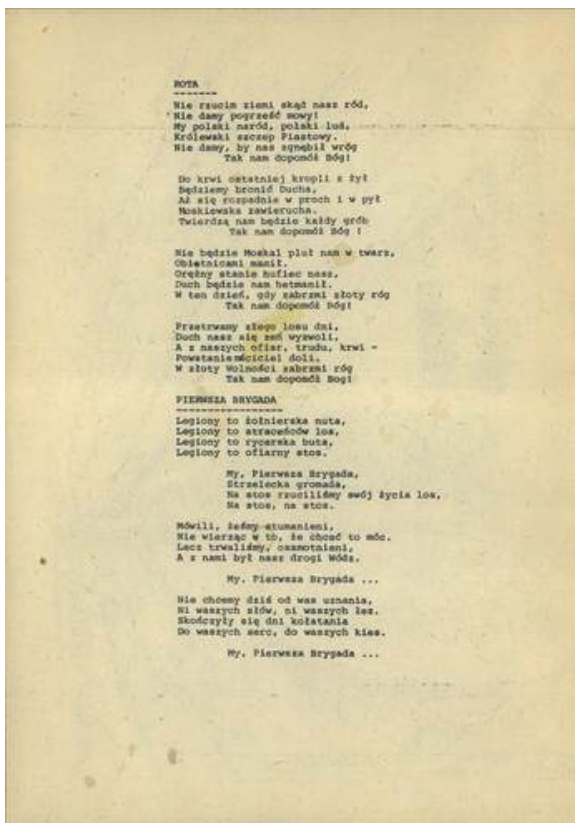 ROTA
-------
Nie rzucim ziemi skąd nasz ród,
Nie damy pogrześć mowy!
My polski naród, polski lud,
Królewski szczep Piastowy.
Nie damy, by nas zgnębił wróg
Tak nam dopomóż Bóg!
Do krwi ostatniej kropli z żył
Będziemy bronić Ducha,
Aż się rozpadnie w proch i w pył
Moskiewska zawierucha.
Twierdzą nam będzie każdy grób
Tak nam dopomóż Bóg !
Nie będzie Moskal pluł nam w twarz,
Obietnicami mamił.
Orężny stanie hufiec nasz,
Duch będzie nam hetmanił.
W ten dzień, gdy zabrzmi złoty róg
Tak nam dopomóż Bóg!
Przetrwamy złego losu dni,
Duch nasz się zeń wyzwoli,
A z naszych ofiar, trudu, krwi -
Powstanie mściciel doli.
W złoty Wolności zabrzmi róg
Tak nam dopomóż Bog!
PIERWSZA BRYGADA
----------------
Legiony to żołnierska nuta,
Legiony to straceńców los,
Legiony to rycerska buta,
Legiony to ofiarny stos.
My, Pierwsza Brygada,
Strzelecka gromada,
Na stos rzuciliśmy swój życia los,
Na stos, na stos.
Mówili, żeśmy stumanieni,
Nie wierząc w to, że chceć to móc.
Lecz trwaliśmy, osamotnieni,
A z nami był nasz drogi Wódz.
My, Pierwsza Brygada ...
Nie chcemy dziś od was uznania,
Ni waszych słów, ni waszych łez.
Skończyły się dni kołatania
Do waszych serc, do waszych kies.
My, Pierwsza Brygada ...